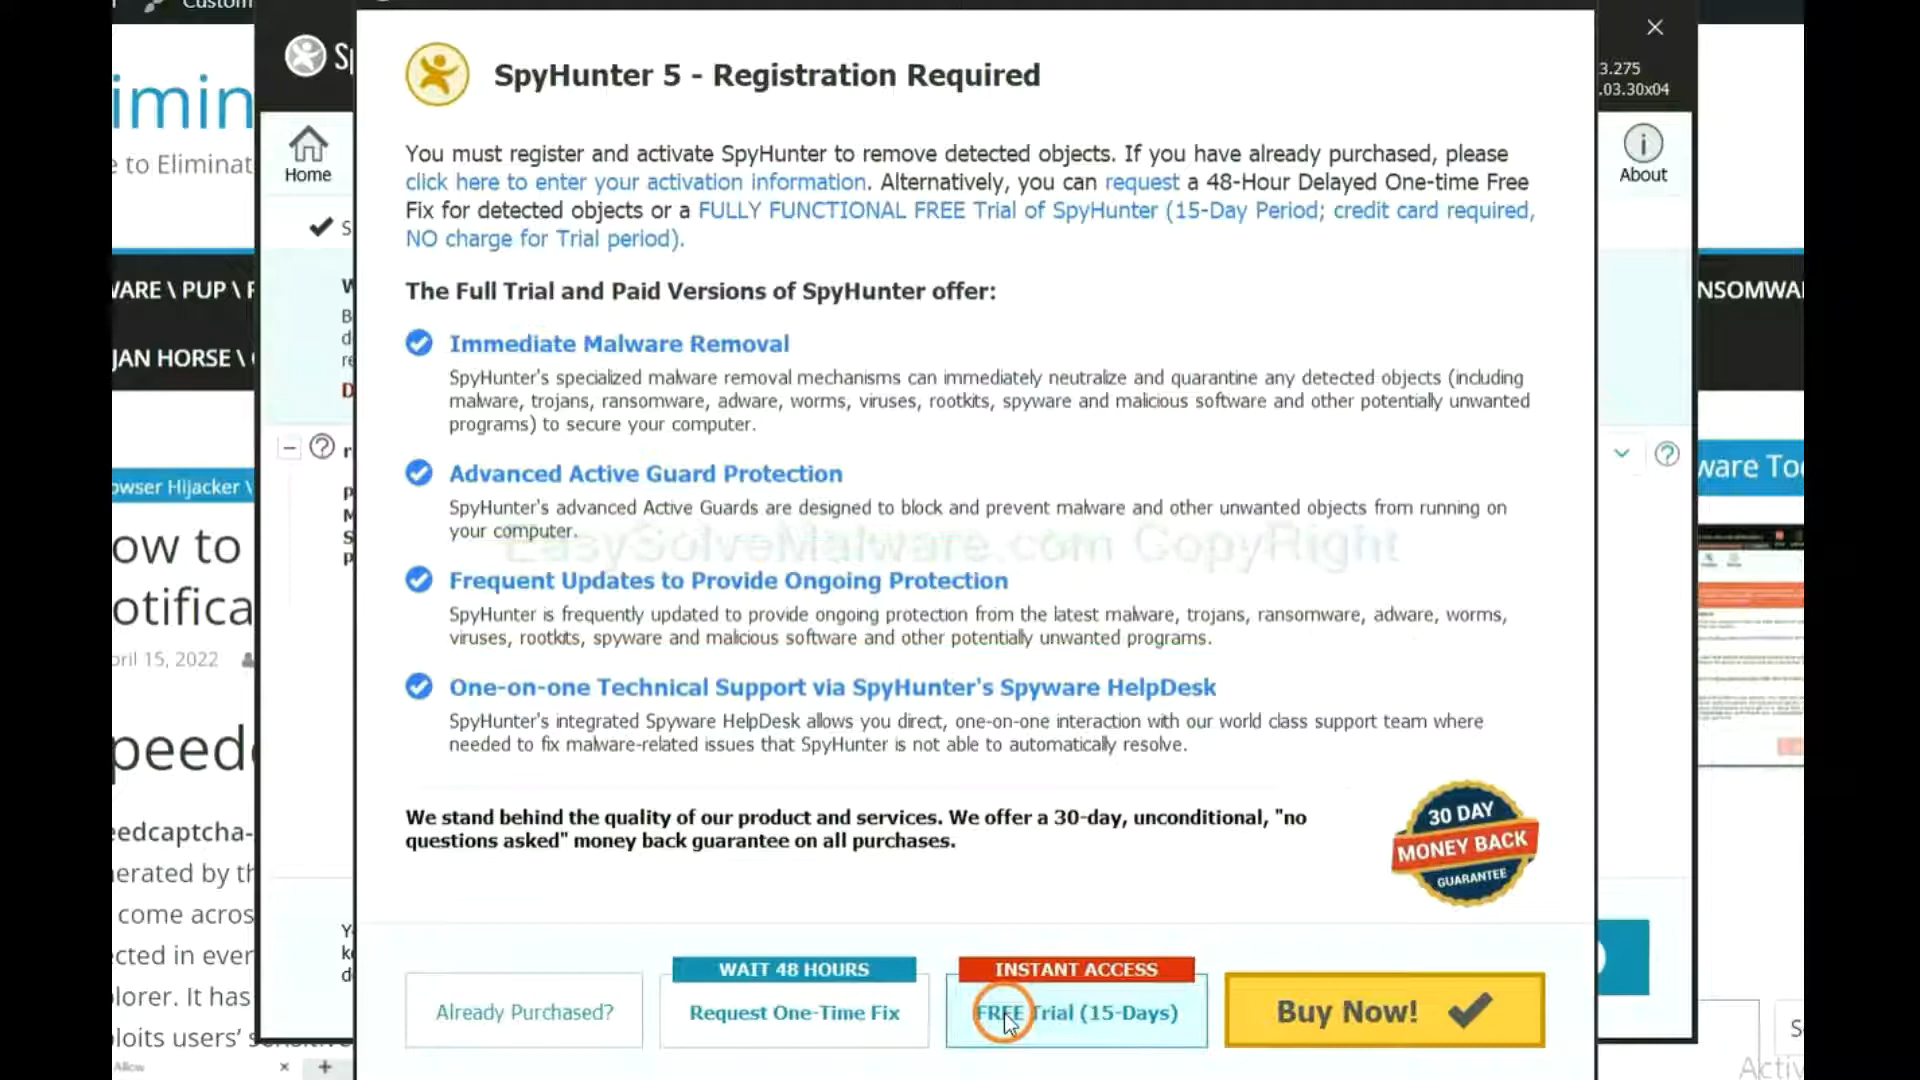 Custom
Sp
SpyHunter 5 - Registration Required
3.275
.03.30x04
imin
e to Eliminat
Home
About
You must register and activate SpyHunter to remove detected objects. If you have already purchased, please
click here to enter your activation information. Alternatively, you can request a 48-Hour Delayed One-time Free
Fix for detected objects or a FULLY FUNCTIONAL FREE Trial of SpyHunter (15-Day Period; credit card required,
NO charge for Trial period).
S
WARE \ PUP \
NSOMWA
JAN HORSE \
The Full Trial and Paid Versions of SpyHunter offer:
Immediate Malware Removal
SpyHunter's specialized malware removal mechanisms can immediately neutralize and quarantine any detected objects (including
malware, trojans, ransomware, adware, worms, viruses, rootkits, spyware and malicious software and other potentially unwanted
programs) to secure your computer.
Advanced Active Guard Protection
SpyHunter's advanced Active Guards are designed to block and prevent malware and other unwanted objects from running on
your computer.
EasySolveMalware.com CopyRight
Frequent Updates to Provide Ongoing Protection
SpyHunter is frequently updated to provide ongoing protection from the latest malware, trojans, ransomware, adware, worms,
viruses, rootkits, spyware and malicious software and other potentially unwanted programs.
One-on-one Technical Support via SpyHunter's Spyware HelpDesk
SpyHunter's integrated Spyware HelpDesk allows you direct, one-on-one interaction with our world class support team where
needed to fix malware-related issues that SpyHunter is not able to automatically resolve.
We stand behind the quality of our product and services. We offer a 30-day, unconditional, "no
questions asked" money back guarantee on all purchases.
30 DAY
MONEY BACK
GUARANTEE
owser Hijacker \
ware Too
ow to
otifica
pril 15, 2022
peed
eedcaptcha-
nerated by th
come across
cted in ever
plorer. It has
ploits users' sensitive
WAIT 48 HOURS
INSTANT ACCESS
Already Purchased?
Request One-Time Fix
FREE Trial (15-Days)
Buy Now!
Allow
Activ